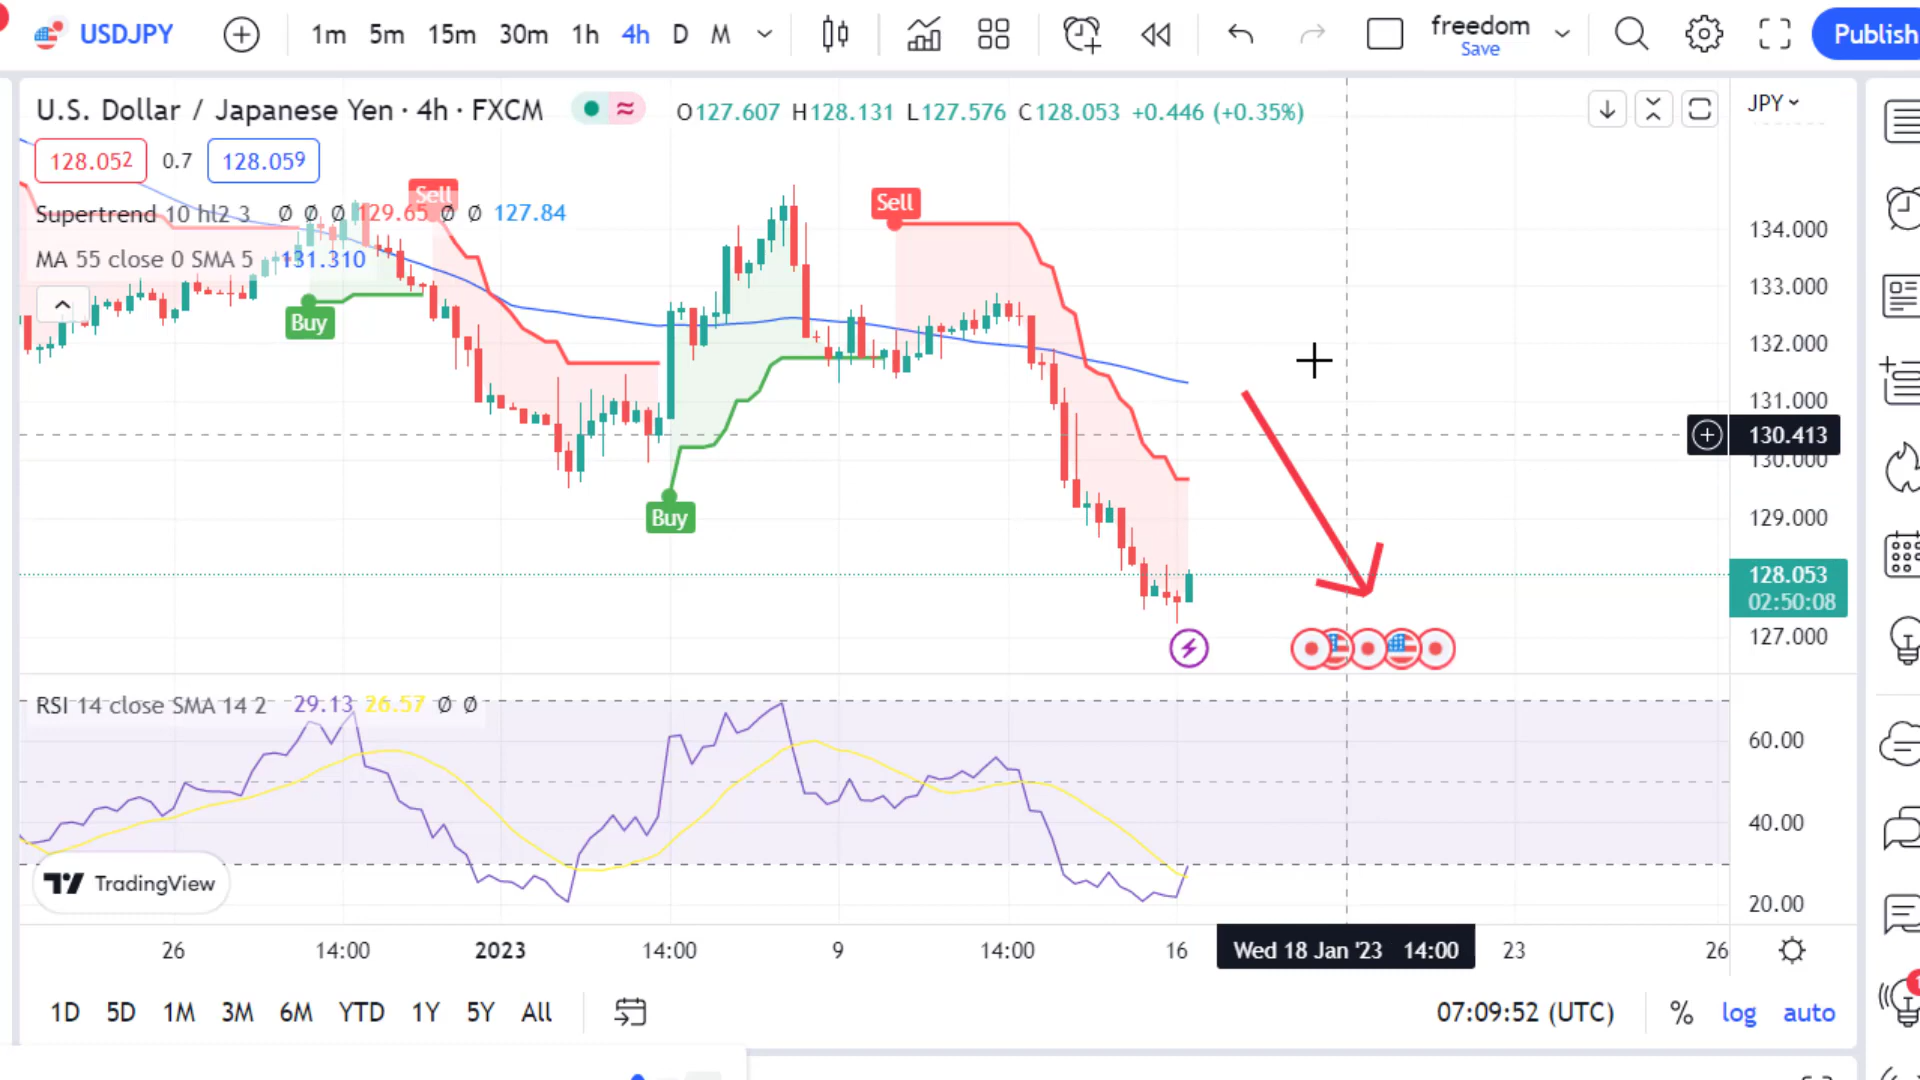 USDJPY 1m 5m 15m 30m 1h 4h D M freedom Save Publish
U.S. Dollar / Japanese Yen · 4h · FXCM O127.607 H128.131 L127.576 C128.053 +0.446 (+0.35%) JPY
128.052 0.7 128.059
Supertrend 10 hl2 3 Ø Ø Ø 129.65 Ø Ø 127.84
MA 55 close 0 SMA 5 131.310
Sell
Sell
Buy
Buy
134.000
133.000
132.000
131.000
130.413
130.000
129.000
128.053
02:50:08
127.000
RSI 14 close SMA 14 2 29.13 26.57 Ø Ø
60.00
40.00
20.00
TradingView
26 14:00 2023 14:00 9 14:00 16 Wed 18 Jan '23 14:00 23 26
1D 5D 1M 3M 6M YTD 1Y 5Y All 07:09:52 (UTC) % log auto